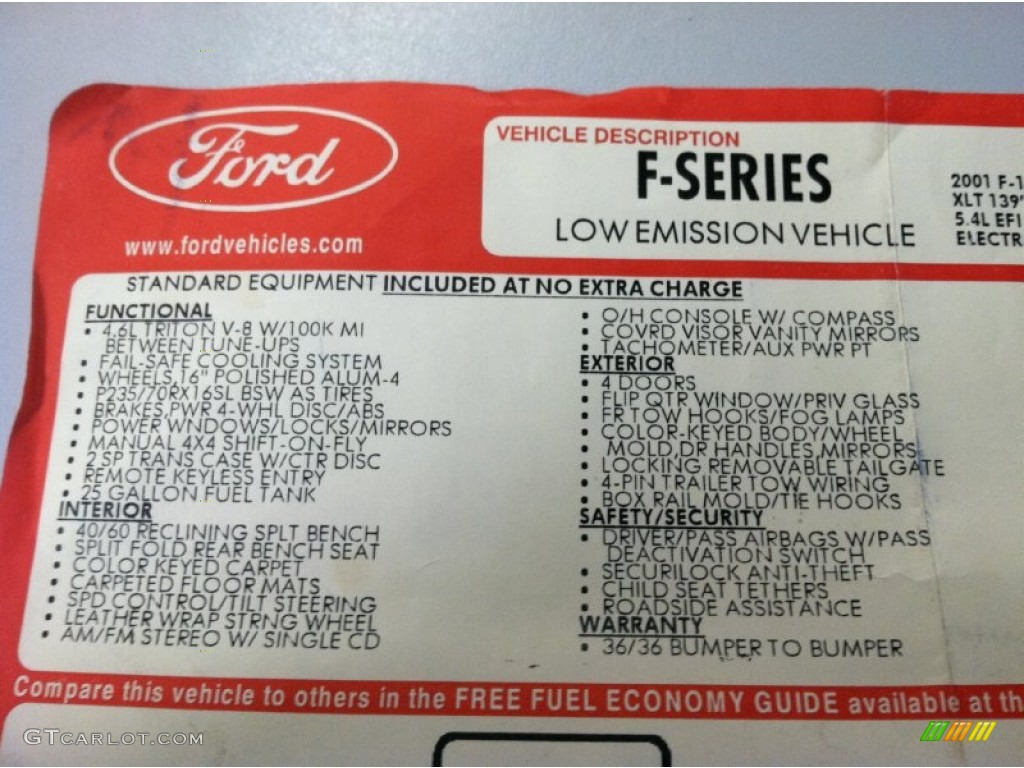 Ford
www.fordvehicles.com
VEHICLE DESCRIPTION
F-SERIES
LOW EMISSION VEHICLE
2001 F-1
XLT 139"
5.4L EFI
ELECTR
STANDARD EQUIPMENT INCLUDED AT NO EXTRA CHARGE
FUNCTIONAL
• 4.6L TRITON V-8 W/100K MI
BETWEEN TUNE-UPS
• FAIL-SAFE COOLING SYSTEM
• WHEELS,16" POLISHED ALUM-4
• P235/70RX16SL BSW AS TIRES
• BRAKES,PWR 4-WHL DISC/ABS
• POWER WNDOWS/LOCKS/MIRRORS
• MANUAL 4X4 SHIFT-ON-FLY
• 2 SP TRANS CASE W/CTR DISC
• REMOTE KEYLESS ENTRY
• 25 GALLON FUEL TANK
INTERIOR
• 40/60 RECLINING SPLT BENCH
• SPLIT FOLD REAR BENCH SEAT
• COLOR KEYED CARPET
• CARPETED FLOOR MATS
• SPD CONTROL/TILT STEERING
• LEATHER WRAP STRNG WHEEL
• AM/FM STEREO W/ SINGLE CD
• O/H CONSOLE W/ COMPASS
• COVRD VISOR VANITY MIRRORS
• TACHOMETER/AUX PWR PT
EXTERIOR
• 4 DOORS
• FLIP QTR WINDOW/PRIV GLASS
• FR TOW HOOKS/FOG LAMPS
• COLOR-KEYED BODY/WHEEL
• MOLD,DR HANDLES,MIRRORS
• LOCKING REMOVABLE TAILGATE
• 4-PIN TRAILER TOW WIRING
• BOX RAIL MOLD/TIE HOOKS
SAFETY/SECURITY
• DRIVER/PASS AIRBAGS W/PASS
DEACTIVATION SWITCH
• SECURILOCK ANTI-THEFT
• CHILD SEAT TETHERS
• ROADSIDE ASSISTANCE
WARRANTY
• 36/36 BUMPER TO BUMPER
Compare this vehicle to others in the FREE FUEL ECONOMY GUIDE available at th
GTCARLOT.COM